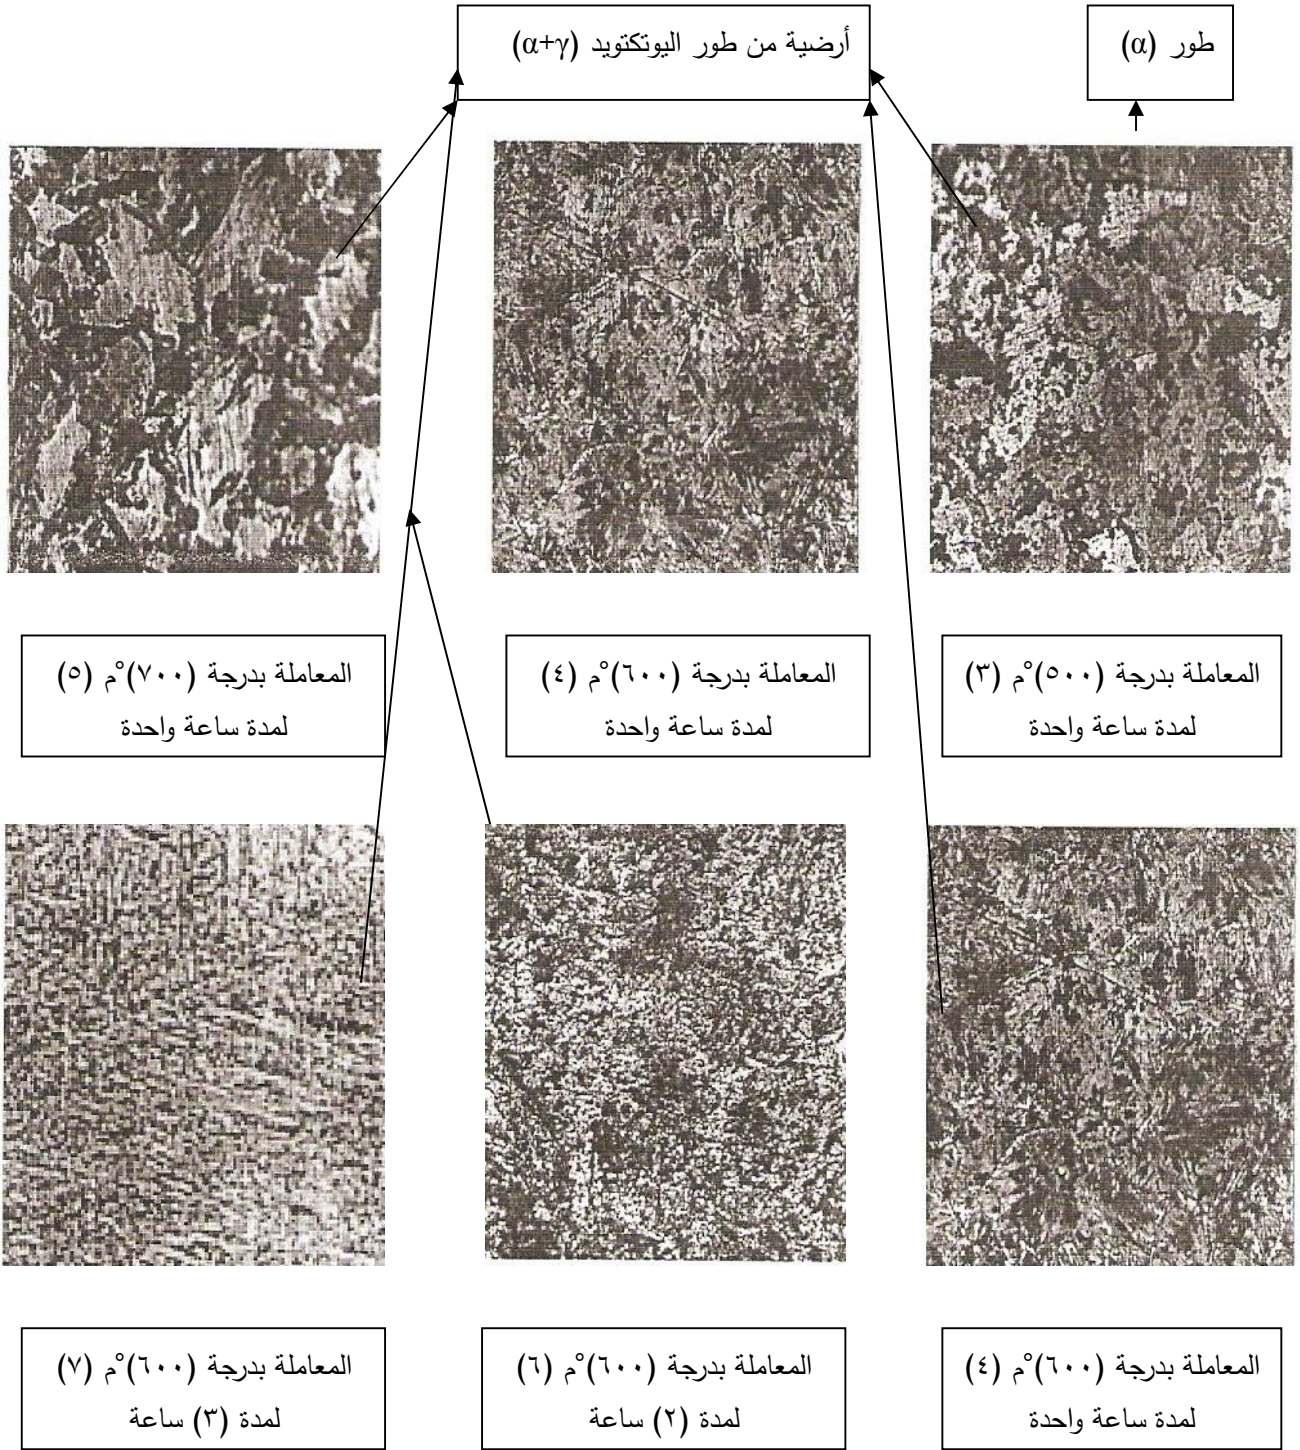 طور (α)
أرضية من طور اليوتكتويد (α+γ)
المعاملة بدرجة (٥٠٠)°م (٣)
لمدة ساعة واحدة
المعاملة بدرجة (٦٠٠)°م (٤)
لمدة ساعة واحدة
المعاملة بدرجة (٧٠٠)°م (٥)
لمدة ساعة واحدة
المعاملة بدرجة (٦٠٠)°م (٤)
لمدة ساعة واحدة
المعاملة بدرجة (٦٠٠)°م (٦)
لمدة (٢) ساعة
المعاملة بدرجة (٦٠٠)°م (٧)
لمدة (٣) ساعة